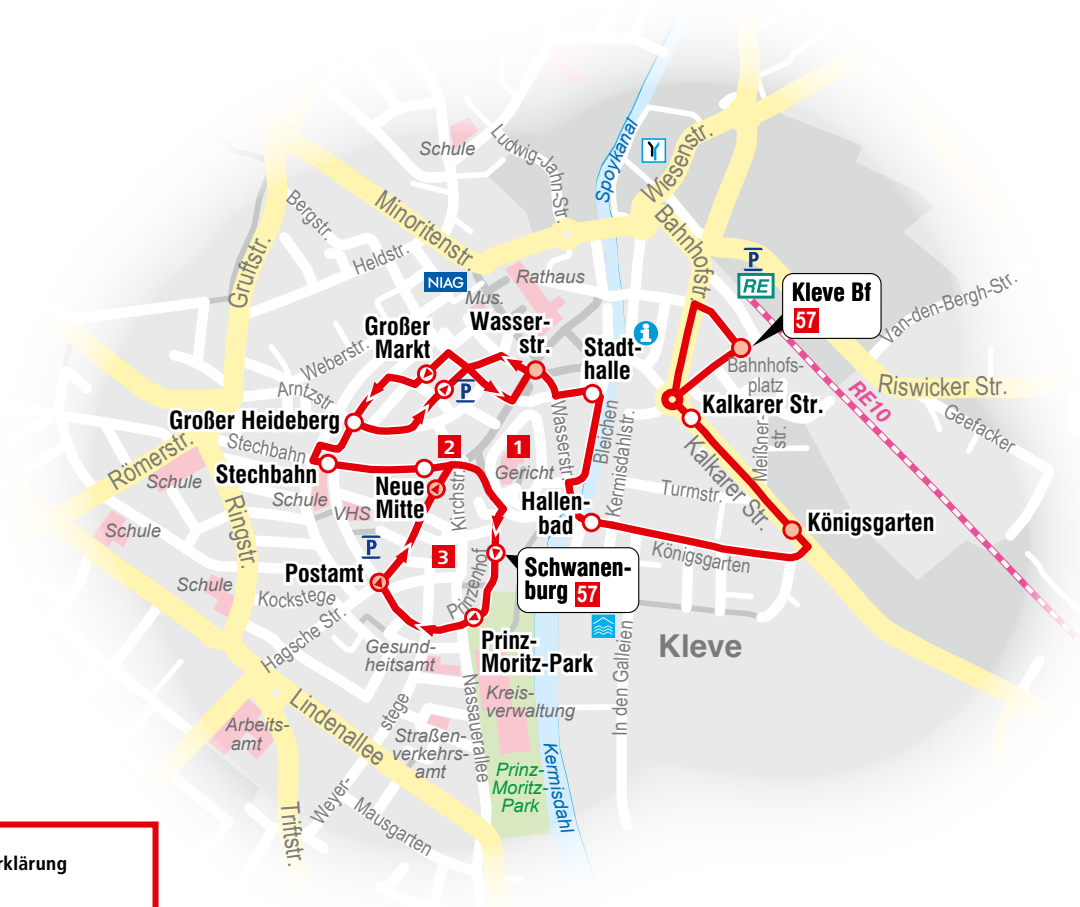 Schule
Ludwig-Jahn-Str.
Spoykanal
Wiesenstr.
Bergstr.
Minoritenstr.
Heldstr.
Bahnhofstr.
Gruftstr.
NIAG
Rathaus
Mus.
P
RE
Kleve Bf
57
Van-den-Bergh-Str.
Großer
Markt
Wasser-
str.
Stadt-
halle
i
Weberstr.
Bahnhofs-
platz
Arntzstr.
P
Riswicker Str.
RE10
Geefacker
Großer Heideberg
Kalkarer Str.
Wasserstr.
Bleichen
Kermisdahlstr.
Meißner-
str.
Stechbahn
Römerstr.
2
1
Gericht
Kalkarer Str.
Stechbahn
Schule
Schule
Neue
Mitte
Kirchstr.
Turmstr.
Hallen-
bad
Königsgarten
VHS
Ringstr.
Schule
P
3
Königsgarten
Schwanen-
burg 57
Postamt
Prinzenhof
Schule
Kockstege
Hagsche Str.
Prinz-
Moritz-Park
Kleve
Gesund-
heitsamt
In den Galleien
Nassauerallee
Kreis-
verwaltung
Lindenallee
stege
Arbeits-
amt
Straßen-
verkehrs-
amt
Prinz-
Moritz-
Park
Kermisdahl
Weyer-
Mausgarten
Triftstr.
rklärung